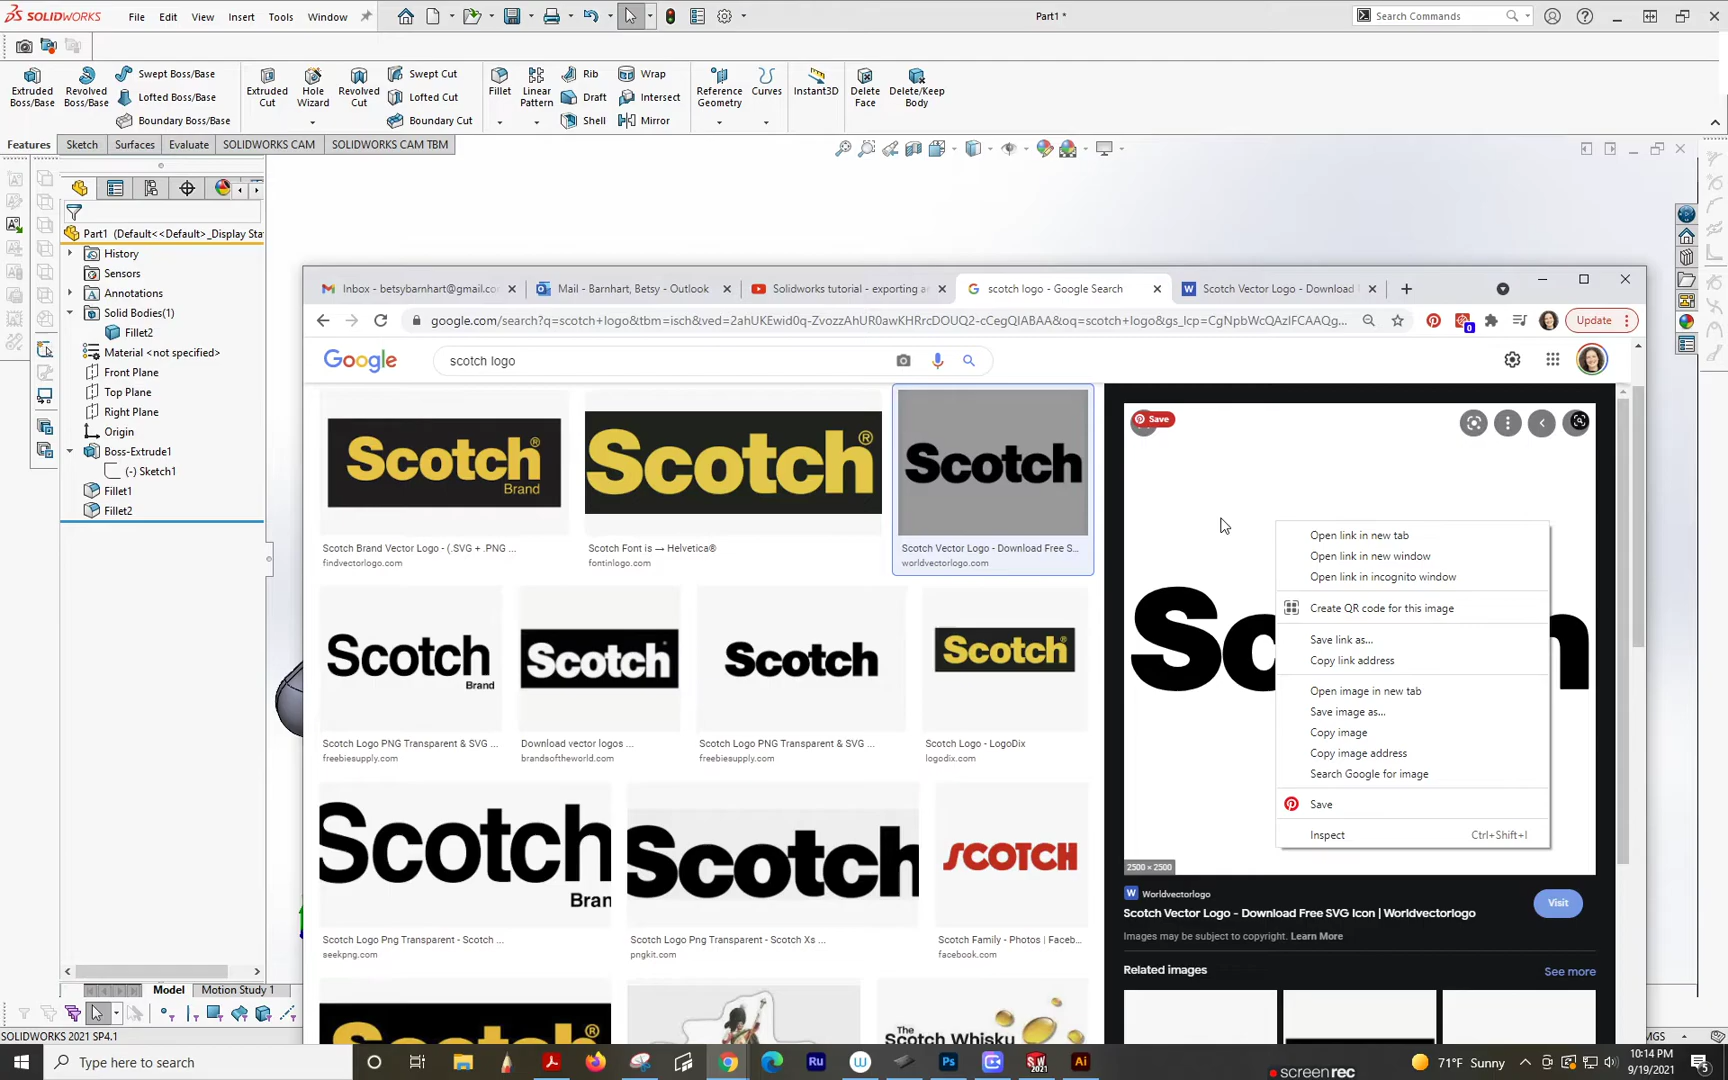 SOLIDWORKS File Edit View Insert Tools Window Part1 * Search Commands
Extruded Boss/Base Revolved Boss/Base Swept Boss/Base Lofted Boss/Base Boundary Boss/Base Extruded Cut Hole Wizard Revolved Cut Swept Cut Lofted Cut Boundary Cut Fillet Linear Pattern Rib Draft Shell Wrap Intersect Mirror Reference Geometry Curves Instant3D Delete Face Delete/Keep Body
Features Sketch Surfaces Evaluate SOLIDWORKS CAM SOLIDWORKS CAM TBM
Part1 (Default<<Default>_Display Sta
History
Sensors
Annotations
Solid Bodies(1)
Fillet2
Material <not specified>
Front Plane
Top Plane
Right Plane
Origin
Boss-Extrude1
(-) Sketch1
Fillet1
Fillet2
Inbox - betsybarnhart@gmail.co Mail - Barnhart, Betsy - Outlook Solidworks tutorial - exporting a scotch logo - Google Search Scotch Vector Logo - Download
google.com/search?q=scotch+logo&tbm=isch&ved=2ahUKEwid0q-ZvozzAhUR0awKHRrcDOUQ2-cCegQIABAA&oq=scotch+logo&gs_lcp=CgNpbWcQAzIFCAAQg... 0 Update
Google scotch logo
Scotch® Brand
Scotch®
Scotch
Scotch Brand Vector Logo - (.SVG + .PNG ...
findvectorlogo.com
Scotch Font is → Helvetica®
fontinlogo.com
Scotch Vector Logo - Download Free S...
worldvectorlogo.com
Scotch Brand
Scotch
Scotch
Scotch
Scotch Logo PNG Transparent & SVG ...
freebiesupply.com
Download vector logos ...
brandsoftheworld.com
Scotch Logo PNG Transparent & SVG ...
freebiesupply.com
Scotch Logo - LogoDix
logodix.com
Scotch
Bran
Scotch
SCOTCH
Scotch Logo Png Transparent - Scotch ...
seekpng.com
Scotch Logo Png Transparent - Scotch Xs ...
pngkit.com
Scotch Family - Photos | Faceb...
facebook.com
The
Scotch Whisky
Save
Open link in new tab
Open link in new window
Open link in incognito window
Create QR code for this image
Save link as...
Copy link address
Open image in new tab
Save image as...
Copy image
Copy image address
Search Google for image
Save
Inspect Ctrl+Shift+I
2500 × 2500
Worldvectorlogo
Scotch Vector Logo - Download Free SVG Icon | Worldvectorlogo
Visit
Images may be subject to copyright. Learn More
Related images See more
Model Motion Study 1
SOLIDWORKS 2021 SP4.1 MGS
Type here to search
Ru Ps SW 2021 Ai
71°F Sunny
10:14 PM
9/19/2021
5
screenrec